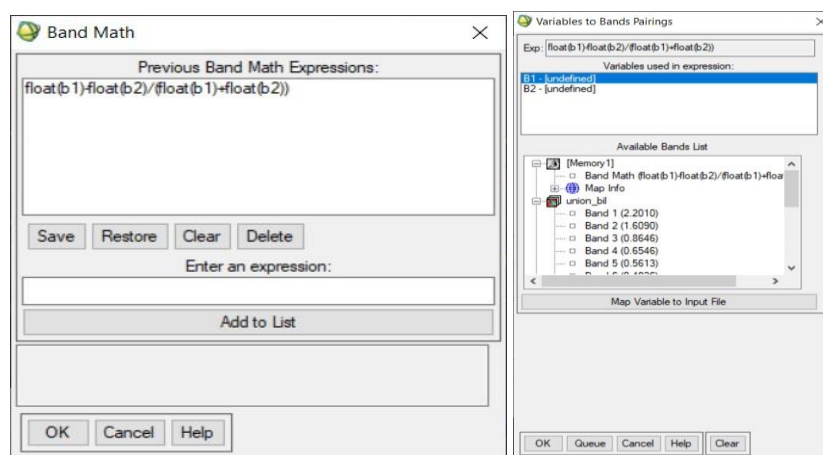 Band Math
Previous Band Math Expressions:
float(b1)-float(b2)/(float(b1)+float(b2))
Save Restore Clear Delete
Enter an expression:
Add to List
OK Cancel Help
Variables to Bands Pairings
Exp: float(b1)-float(b2)/(float(b1)+float(b2))
Variables used in expression:
B1 - [undefined]
B2 - [undefined]
Available Bands List
[Memory1]
Band Math (float(b1)-float(b2)/(float(b1)+floa
Map Info
union_bil
Band 1 (2.2010)
Band 2 (1.6090)
Band 3 (0.8646)
Band 4 (0.6546)
Band 5 (0.5613)
Map Variable to Input File
OK Queue Cancel Help Clear